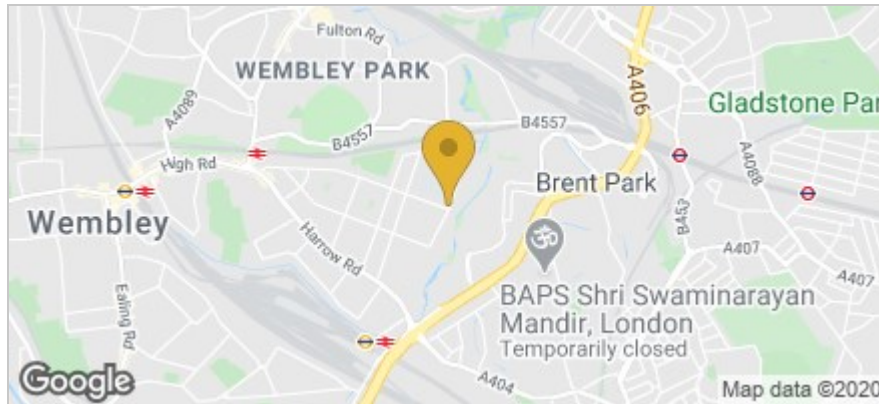 Fulton Rd
WEMBLEY PARK
A406
Gladstone Par
A4089
B4557
B4557
High Rd
A4088
Brent Park
B453
Wembley
Harrow Rd
A407
A407
BAPS Shri Swaminarayan
Mandir, London
Temporarily closed
Ealing Rd
A404
Google
Map data ©2020